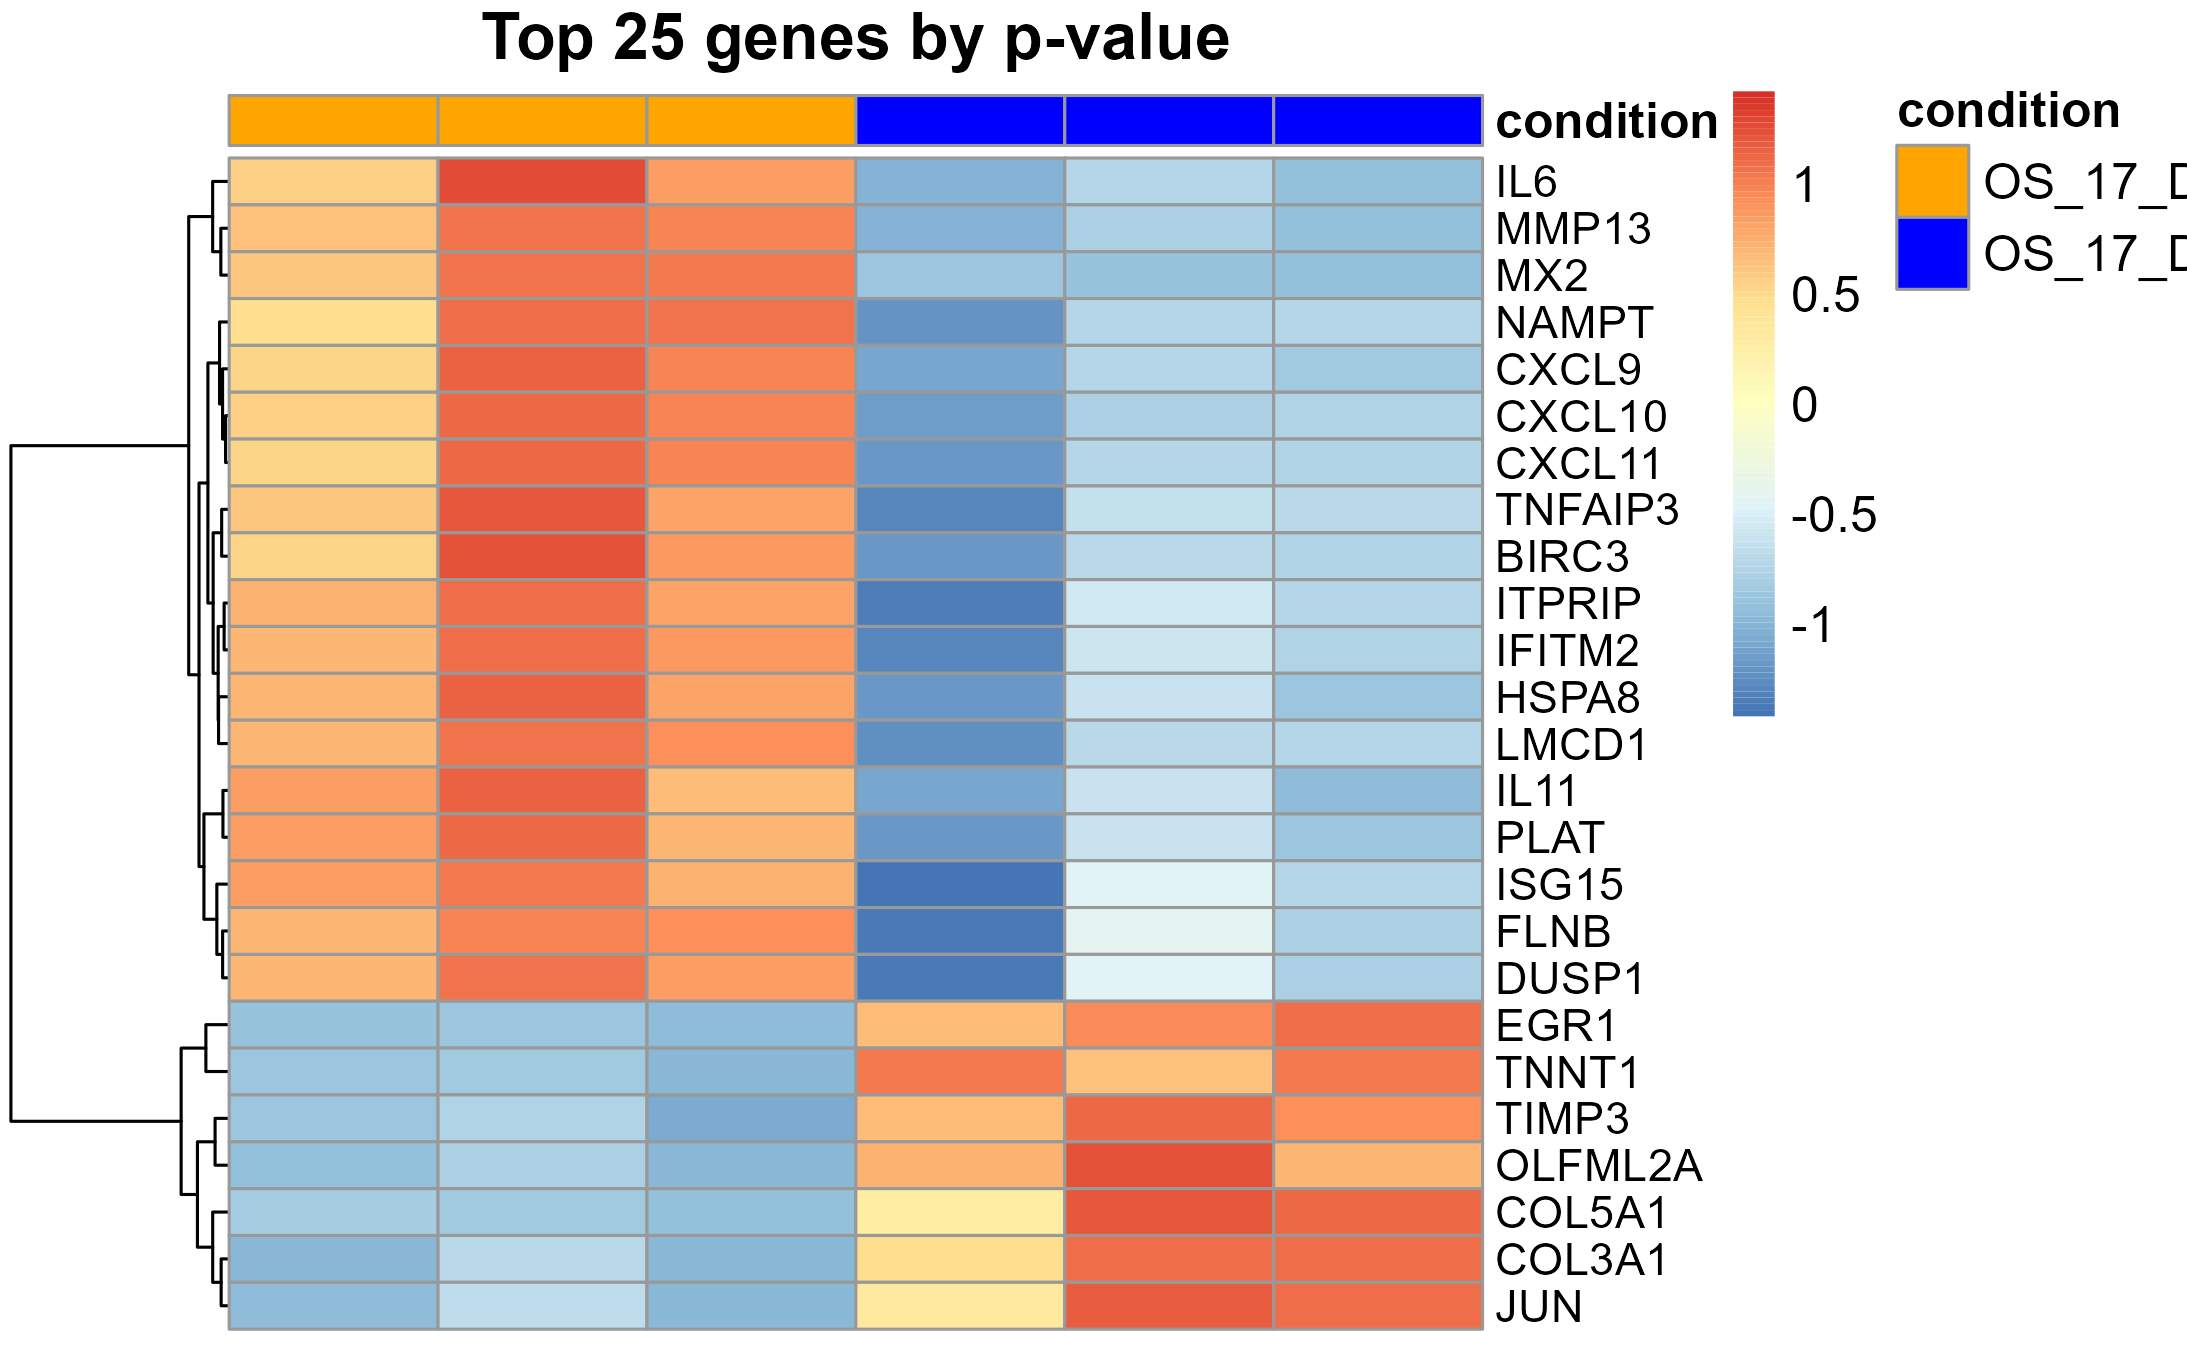 Top 25 genes by p-value
condition
IL6
MMP13
MX2
NAMPT
CXCL9
CXCL10
CXCL11
TNFAIP3
BIRC3
ITPRIP
IFITM2
HSPA8
LMCD1
IL11
PLAT
ISG15
FLNB
DUSP1
EGR1
TNNT1
TIMP3
OLFML2A
COL5A1
COL3A1
JUN
1
0.5
0
-0.5
-1
condition
OS_17_D
OS_17_D